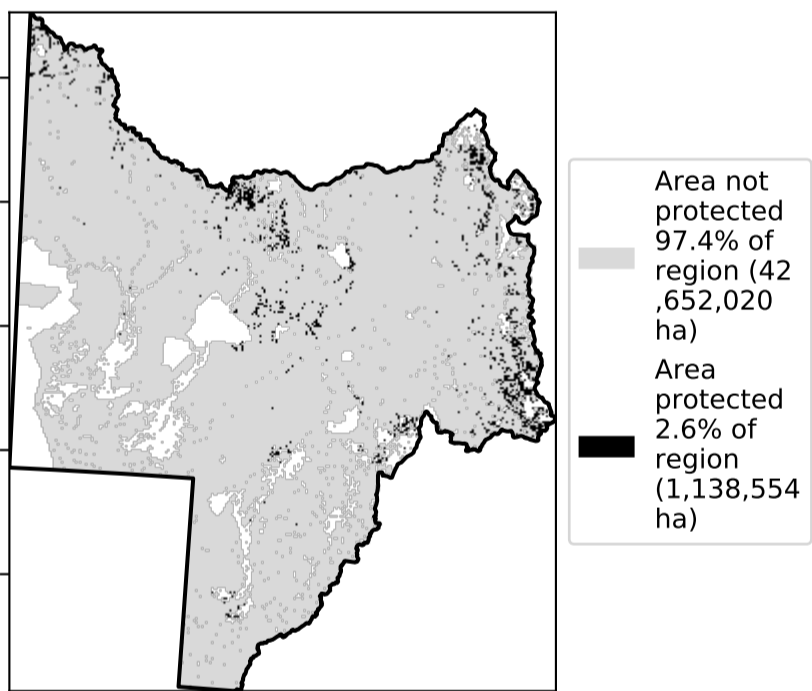 Area not
protected
97.4% of
region (42
,652,020
ha)
Area
protected
2.6% of
region
(1,138,554
ha)